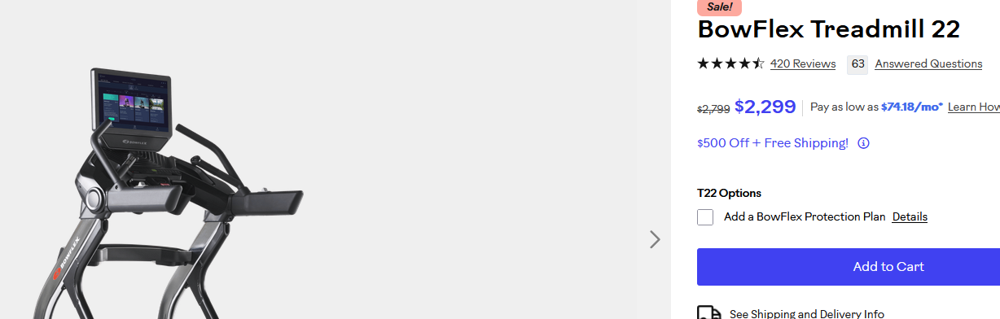 Sale!
BowFlex Treadmill 22
420 Reviews 63 Answered Questions
$2,799 $2,299 Pay as low as $74.18/mo* Learn How
$500 Off + Free Shipping!
T22 Options
Add a BowFlex Protection Plan Details
Add to Cart
See Shipping and Delivery Info
BOWFLEX
BOWFLEX